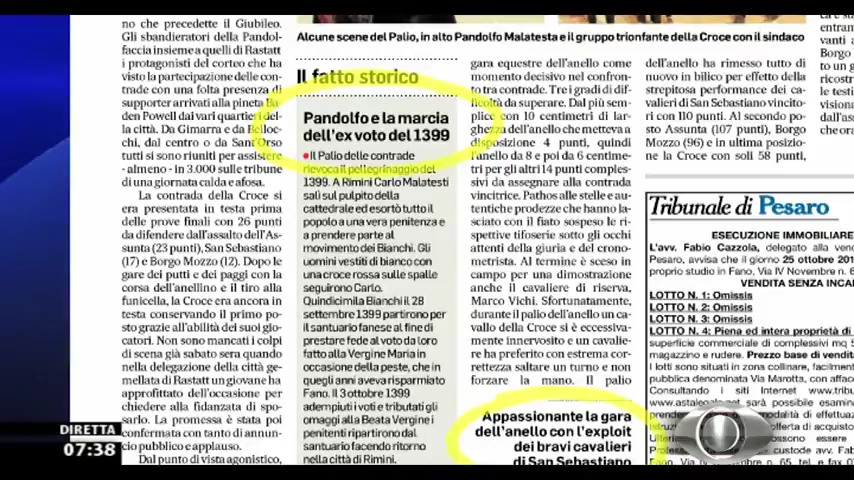 no che precedette il Giubileo.
Gli sbandieratori della Pandol-
faccia insieme a quelli di Rastatt
i protagonisti del corteo che ha
visto la partecipazione delle con-
trade con una folta presenza di
supporter arrivati alla pineta Ba-
den Powell dai vari quartieri del-
la città. Da Gimarra e da Belloc-
chi, dal centro o da Sant'Orso
tutti si sono riuniti per assistere
- almeno - in 3.000 sulle tribune
di una giornata calda e afosa.
La contrada della Croce si
era presentata in testa prima
delle prove finali con 26 punti
da difendere dall'assalto dell'As-
sunta (23 punti), San Sebastiano
(17) e Borgo Mozzo (12). Dopo le
gare dei putti e dei paggi con la
corsa dell'anellino e il tiro alla
funicella, la Croce era ancora in
testa conservando il primo po-
sto grazie all'abilità dei suoi gio-
catori. Non sono mancati i colpi
di scena già sabato sera quando
nella delegazione della città ge-
mellata di Rastatt un giovane ha
approfittato dell'occasione per
chiedere alla fidanzata di spo-
sarlo. La promessa è stata poi
confermata con tanto di annun-
cio pubblico e applauso.
Dal punto di vista agonistico,
Alcune scene del Palio, in alto Pandolfo Malatesta e il gruppo trionfante della Croce con il sindaco
Il fatto storico
Pandolfo e la marcia
dell'ex voto del 1399
Il Palio delle contrade
rievoca il pellegrinaggio del
1399. A Rimini Carlo Malatesti
salì sul pulpito della
cattedrale ed esortò tutto il
popolo a una vera penitenza e
a prendere parte al
movimento dei Bianchi. Gli
uomini vestiti di bianco con
una croce rossa sulle spalle
seguirono Carlo.
Quindicimila Bianchi il 28
settembre 1399 partirono per
il santuario fanese al fine di
prestare fede al voto da loro
fatto alla Vergine Maria in
occasione della peste, che in
quegli anni aveva risparmiato
Fano. Il 3 ottobre 1399
adempiuti i voti e tributati gli
omaggi alla Beata Vergine i
penitenti ripartirono dal
santuario facendo ritorno
nella città di Rimini.
gara equestre dell'anello come
momento decisivo nel confron-
to tra contrade. Tre i gradi di dif-
ficoltà da superare. Dal più sem-
plice con 10 centimetri di lar-
ghezza dell'anello che metteva a
disposizione 4 punti, quindi
l'anello da 8 e poi da 6 centime-
tri per gli altri 14 punti comples-
sivi da assegnare alla contrada
vincitrice. Pathos alle stelle e au-
tentiche prodezze che hanno la-
sciato con il fiato sospeso le ri-
spettive tifoserie sotto gli occhi
attenti della giuria e del crono-
metrista. Al termine è sceso in
campo per una dimostrazione
anche il cavaliere di riserva,
Marco Vichi. Sfortunatamente,
durante il palio dell'anello un ca-
vallo della Croce si è eccessiva-
mente innervosito e un cavalie-
re ha preferito con estrema cor-
rettezza saltare un turno e non
forzare la mano. Il palio
Appassionante la gara
dell'anello con l'exploit
dei bravi cavalieri
di San Sebastiano
dell'anello ha rimesso tutto di
nuovo in bilico per effetto della
strepitosa performance dei ca-
valieri di San Sebastiano vincito-
ri con 110 punti. Al secondo po-
sto Assunta (107 punti), Borgo
Mozzo (96) e in ultima posizio-
ne la Croce con soli 58 punti,
Tribunale di Pesaro
ESECUZIONE IMMOBILIARE
L'avv. Fabio Cazzola, delegato alla ven
Pesaro, avvisa che il giorno 25 ottobre 201
proprio studio in Fano, Via IV Novembre n. 6
VENDITA SENZA INCA
LOTTO N. 1: Omissis
LOTTO N. 2: Omissis
LOTTO N. 3: Omissis
LOTTO N. 4: Piena ed intera proprietà di
superficie commerciale di complessivi mq 5
magazzino e rudere. Prezzo base di vendita
I lotti sono situati in zona collinare, facilment
pubblica denominata Via Marotta, con affacc
Consultando i siti Internet www.tribu
DIRETTA
07:38